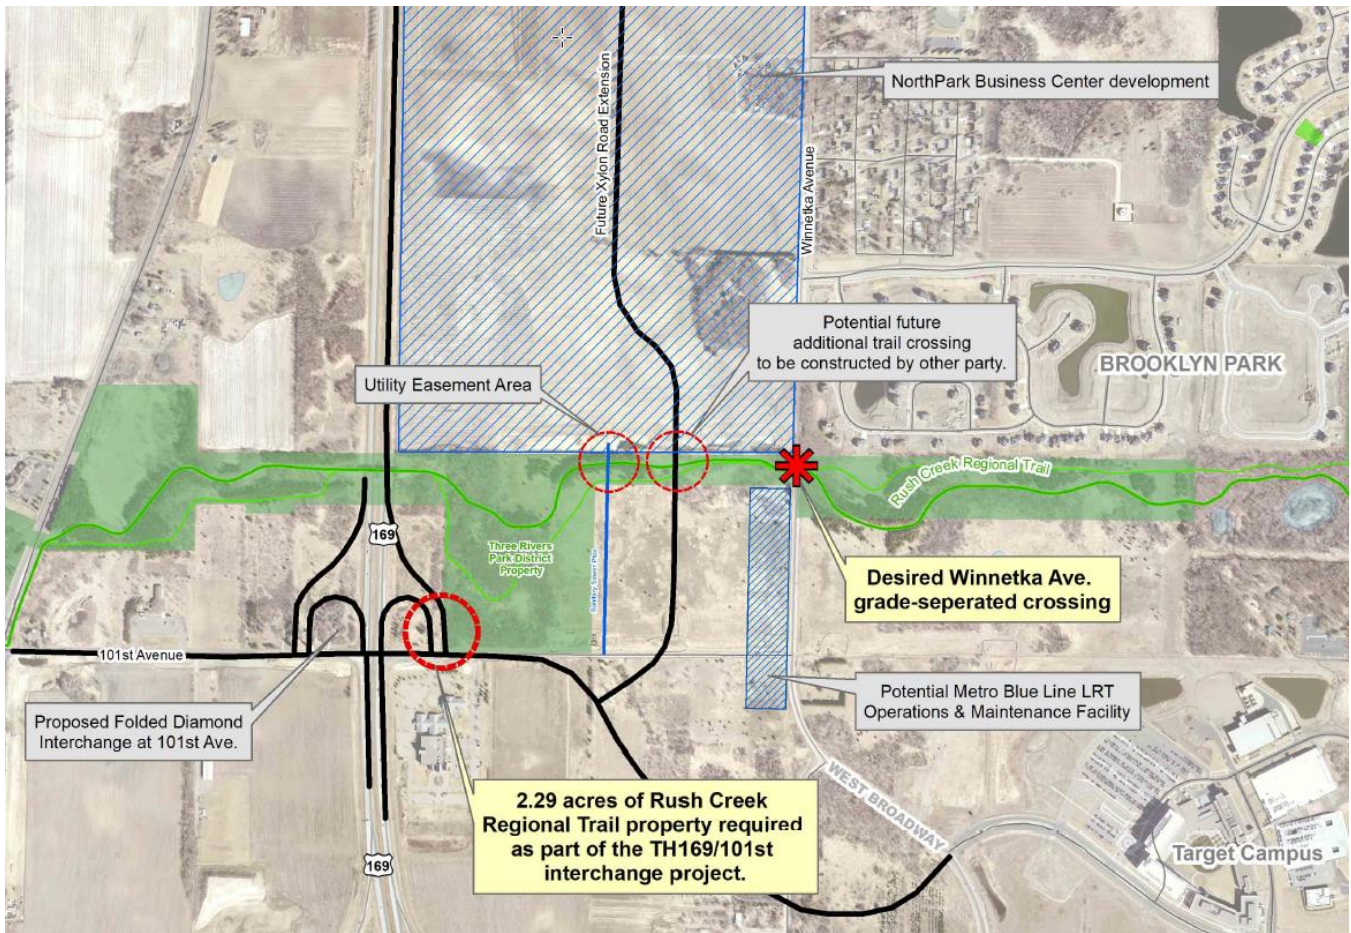 NorthPark Business Center development
Future Xylon Road Extension
Winnetka Avenue
Potential future
additional trail crossing
to be constructed by other party.
Utility Easement Area
BROOKLYN PARK
Rush Creek Regional Trail
169
Three Rivers
Park District
Property
Sanitary Sewer Pipe
Desired Winnetka Ave.
grade-seperated crossing
101st Avenue
Proposed Folded Diamond
Interchange at 101st Ave.
Potential Metro Blue Line LRT
Operations & Maintenance Facility
2.29 acres of Rush Creek
Regional Trail property required
as part of the TH169/101st
interchange project.
WEST BROADWAY
169
Target Campus